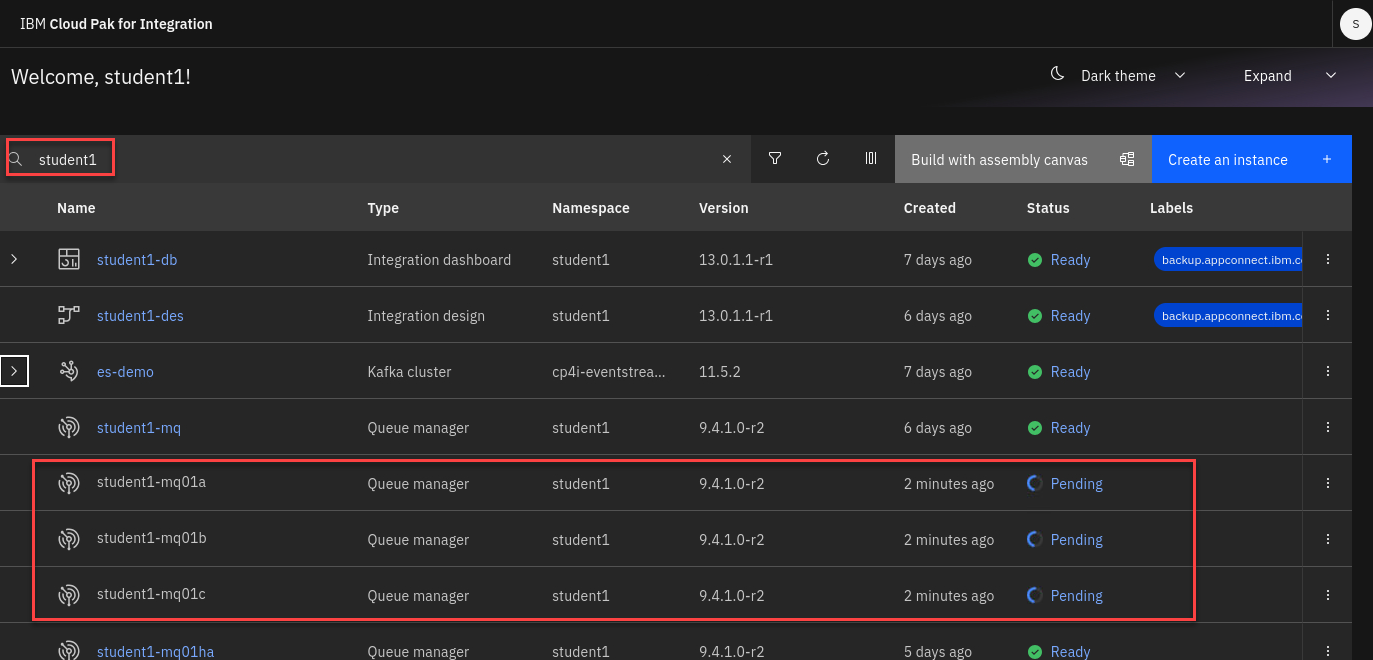 IBM Cloud Pak for Integration
S
Welcome, student1!
Dark theme
Expand
student1
Build with assembly canvas
Create an instance +
Name Type Namespace Version Created Status Labels
student1-db Integration dashboard student1 13.0.1.1-r1 7 days ago Ready backup.appconnect.ibm.co
student1-des Integration design student1 13.0.1.1-r1 6 days ago Ready backup.appconnect.ibm.co
es-demo Kafka cluster cp4i-eventstrea... 11.5.2 7 days ago Ready
student1-mq Queue manager student1 9.4.1.0-r2 6 days ago Ready
student1-mq01a Queue manager student1 9.4.1.0-r2 2 minutes ago Pending
student1-mq01b Queue manager student1 9.4.1.0-r2 2 minutes ago Pending
student1-mq01c Queue manager student1 9.4.1.0-r2 2 minutes ago Pending
student1-mq01ha Queue manager student1 9.4.1.0-r2 5 days ago Ready